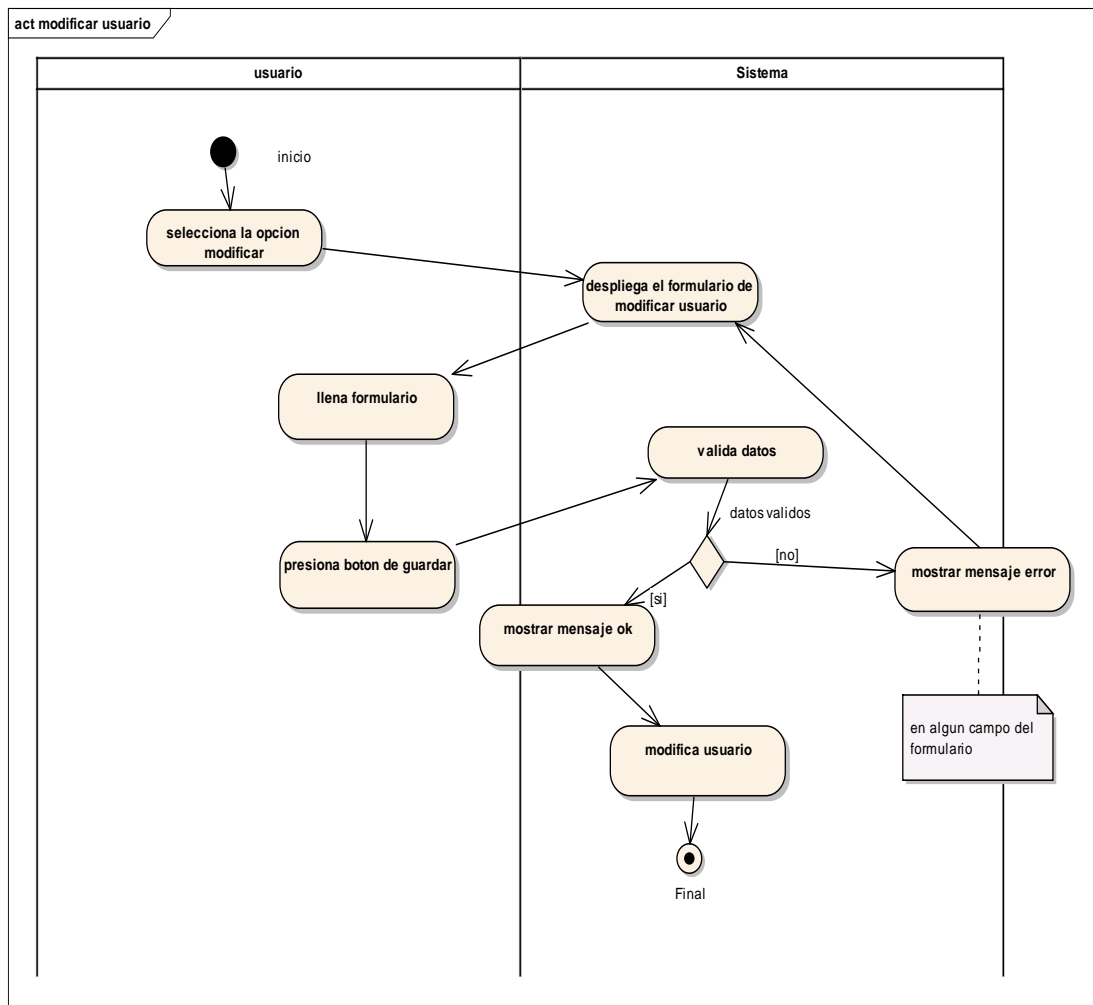 act modificar usuario
usuario
Sistema
inicio
selecciona la opcion
modificar
despliega el formulario de
modificar usuario
llena formulario
valida datos
datos validos
presiona boton de guardar
[no]
mostrar mensaje error
[si]
mostrar mensaje ok
en algun campo del
formulario
modifica usuario
Final